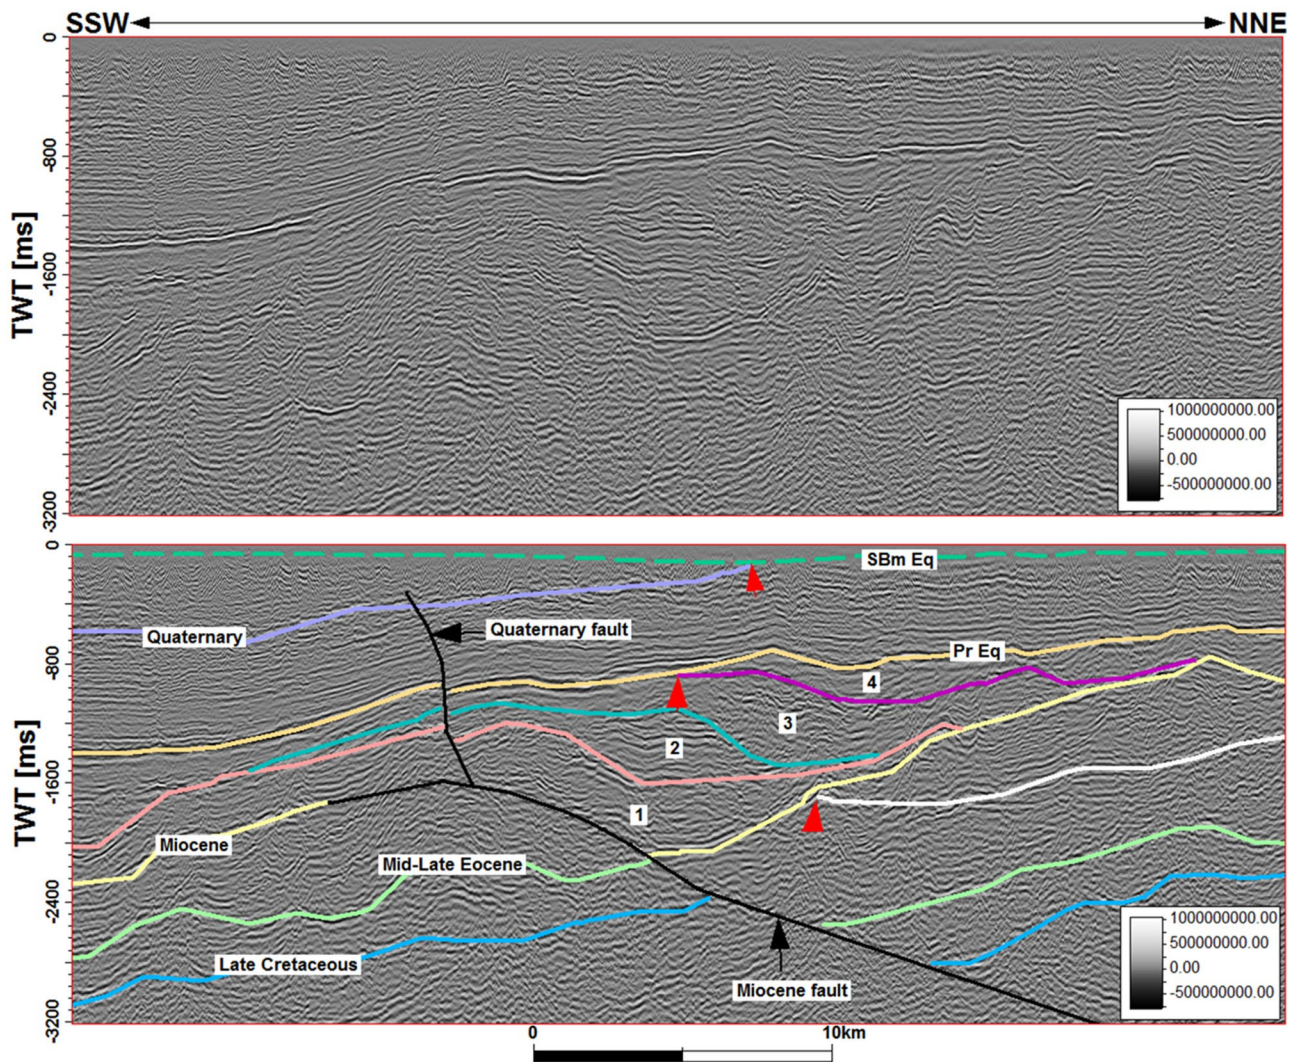 SSW NNE
0
-800
-1600
-2400
-3200
TWT [ms]
1000000000.00
500000000.00
0.00
-500000000.00
0
-800
-1600
-2400
-3200
TWT [ms]
SBm Eq
Quaternary
Quaternary fault
Pr Eq
4
3
2
1
Miocene
Mid-Late Eocene
Late Cretaceous
Miocene fault
1000000000.00
500000000.00
0.00
-500000000.00
0 10km